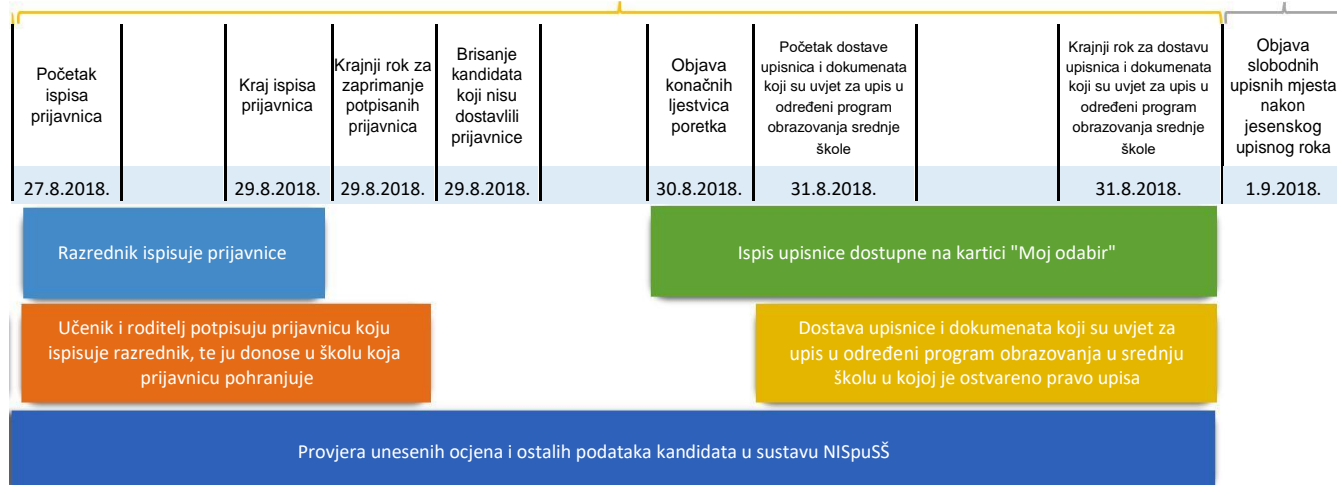 Početak
ispisa
prijavnica
Kraj ispisa
prijavnica
Krajnji rok za
zaprimanje
potpisanih
prijavnica
Brisanje
kandidata
koji nisu
dostavlili
prijavnice
Objava
konačnih
ljestvica
poretka
Početak dostave
upisnica i dokumenata
koji su uvjet za upis u
određeni program
obrazovanja srednje
škole
Krajnji rok za dostavu
upisnica i dokumenata
koji su uvjet za upis u
određeni program
obrazovanja srednje
škole
Objava
slobodnih
upisnih mjesta
nakon
jesenskog
upisnog roka
27.8.2018.
29.8.2018.
29.8.2018.
29.8.2018.
30.8.2018.
31.8.2018.
31.8.2018.
1.9.2018.
Razrednik ispisuje prijavnice
Ispis upisnice dostupne na kartici "Moj odabir"
Učenik i roditelj potpisuju prijavnicu koju
ispisuje razrednik, te ju donose u školu koja
prijavnicu pohranjuje
Dostava upisnice i dokumenata koji su uvjet za
upis u određeni program obrazovanja u srednju
školu u kojoj je ostvareno pravo upisa
Provjera unesenih ocjena i ostalih podataka kandidata u sustavu NISpuSŠ